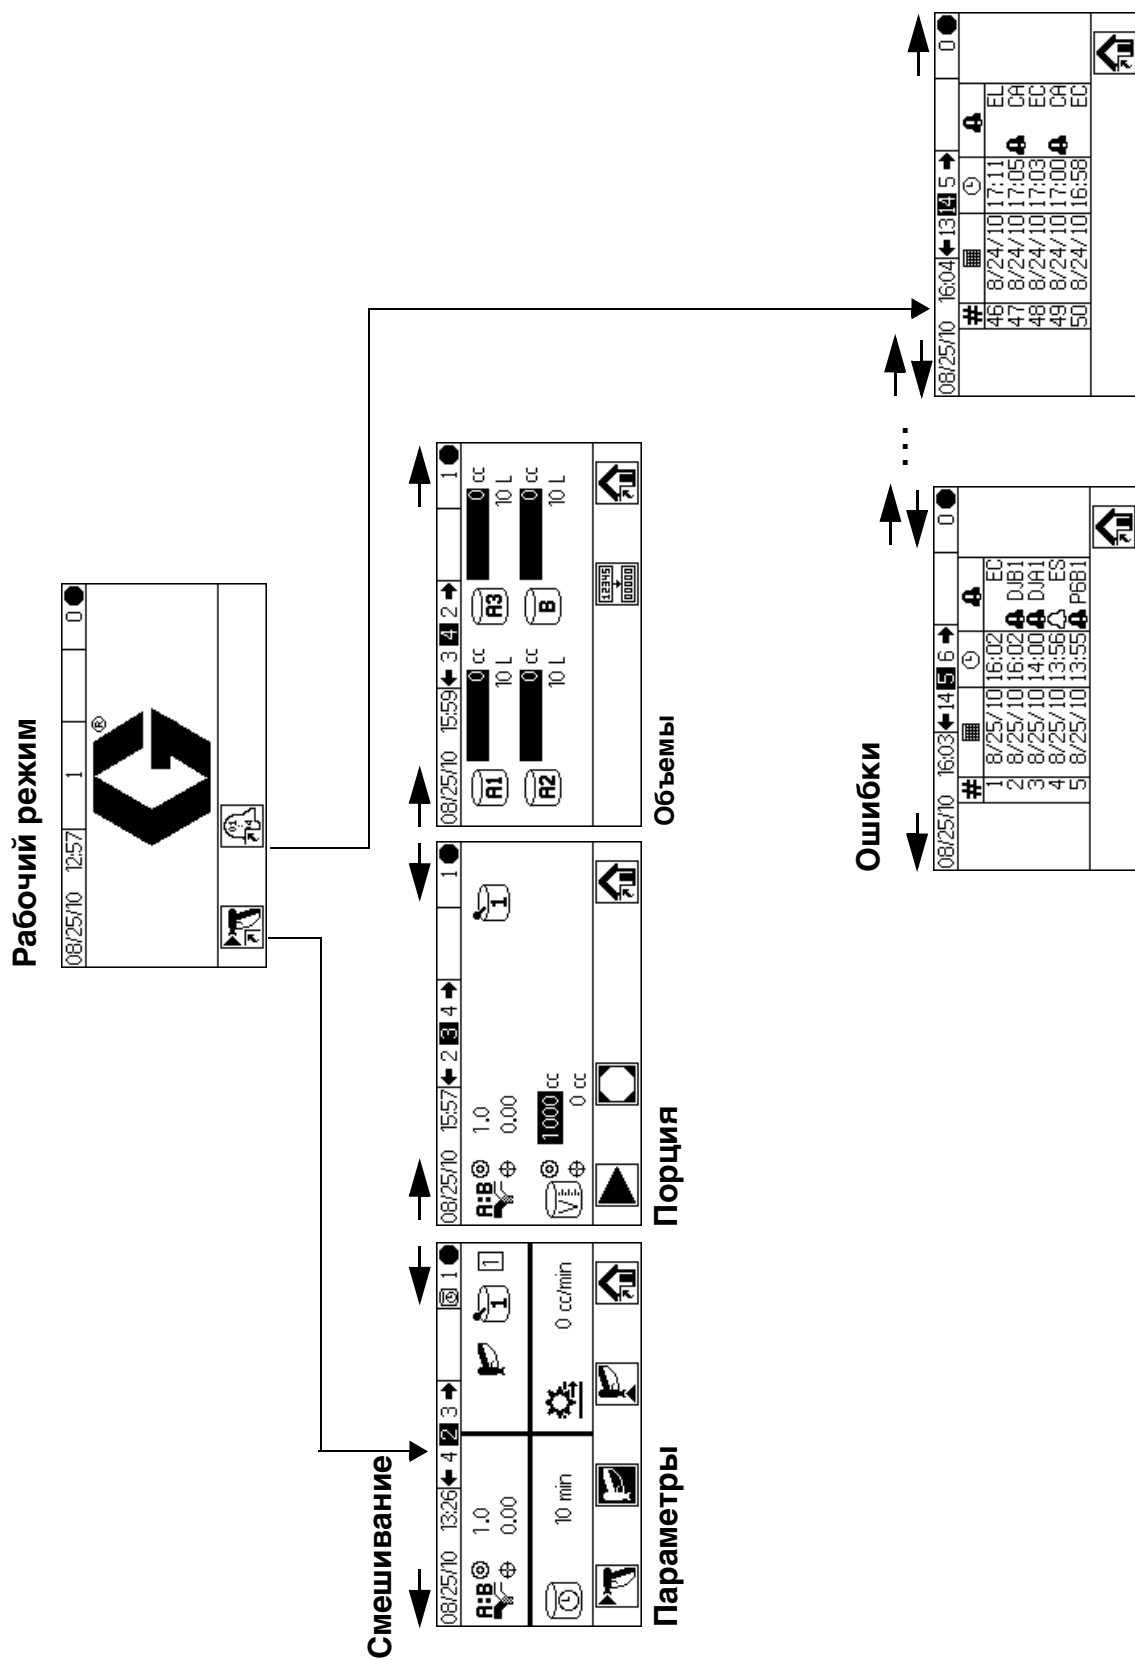 Рабочий режим
08/25/10 12:57 1 0
®
Смешивание
08/25/10 13:26 4 2 3 1
A:B 1.0
0.00
1 1
10 min
0 cc/min
Параметры
08/25/10 15:57 2 3 4 1
A:B 1.0
0.00
1
1000 cc
0 cc
Порция
08/25/10 15:59 3 4 2 1
A1 0 cc
10 L
A3 0 cc
10 L
A2 0 cc
10 L
B 0 cc
10 L
12345
00000
Объемы
Ошибки
08/25/10 16:03 14 5 6 0
#
1 8/25/10 16:02 EC
2 8/25/10 16:02 DJB1
3 8/25/10 14:00 DJA1
4 8/25/10 13:56 ES
5 8/25/10 13:55 P6B1
...
08/25/10 16:04 13 14 5 0
#
46 8/24/10 17:11 EL
47 8/24/10 17:05 CA
48 8/24/10 17:03 EC
49 8/24/10 17:00 CA
50 8/24/10 16:58 EC